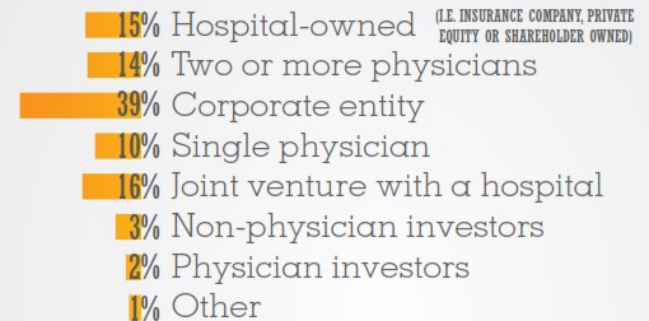 15% Hospital-owned (I.E. INSURANCE COMPANY, PRIVATE
EQUITY OR SHAREHOLDER OWNED)
14% Two or more physicians
39% Corporate entity
10% Single physician
16% Joint venture with a hospital
3% Non-physician investors
2% Physician investors
1% Other